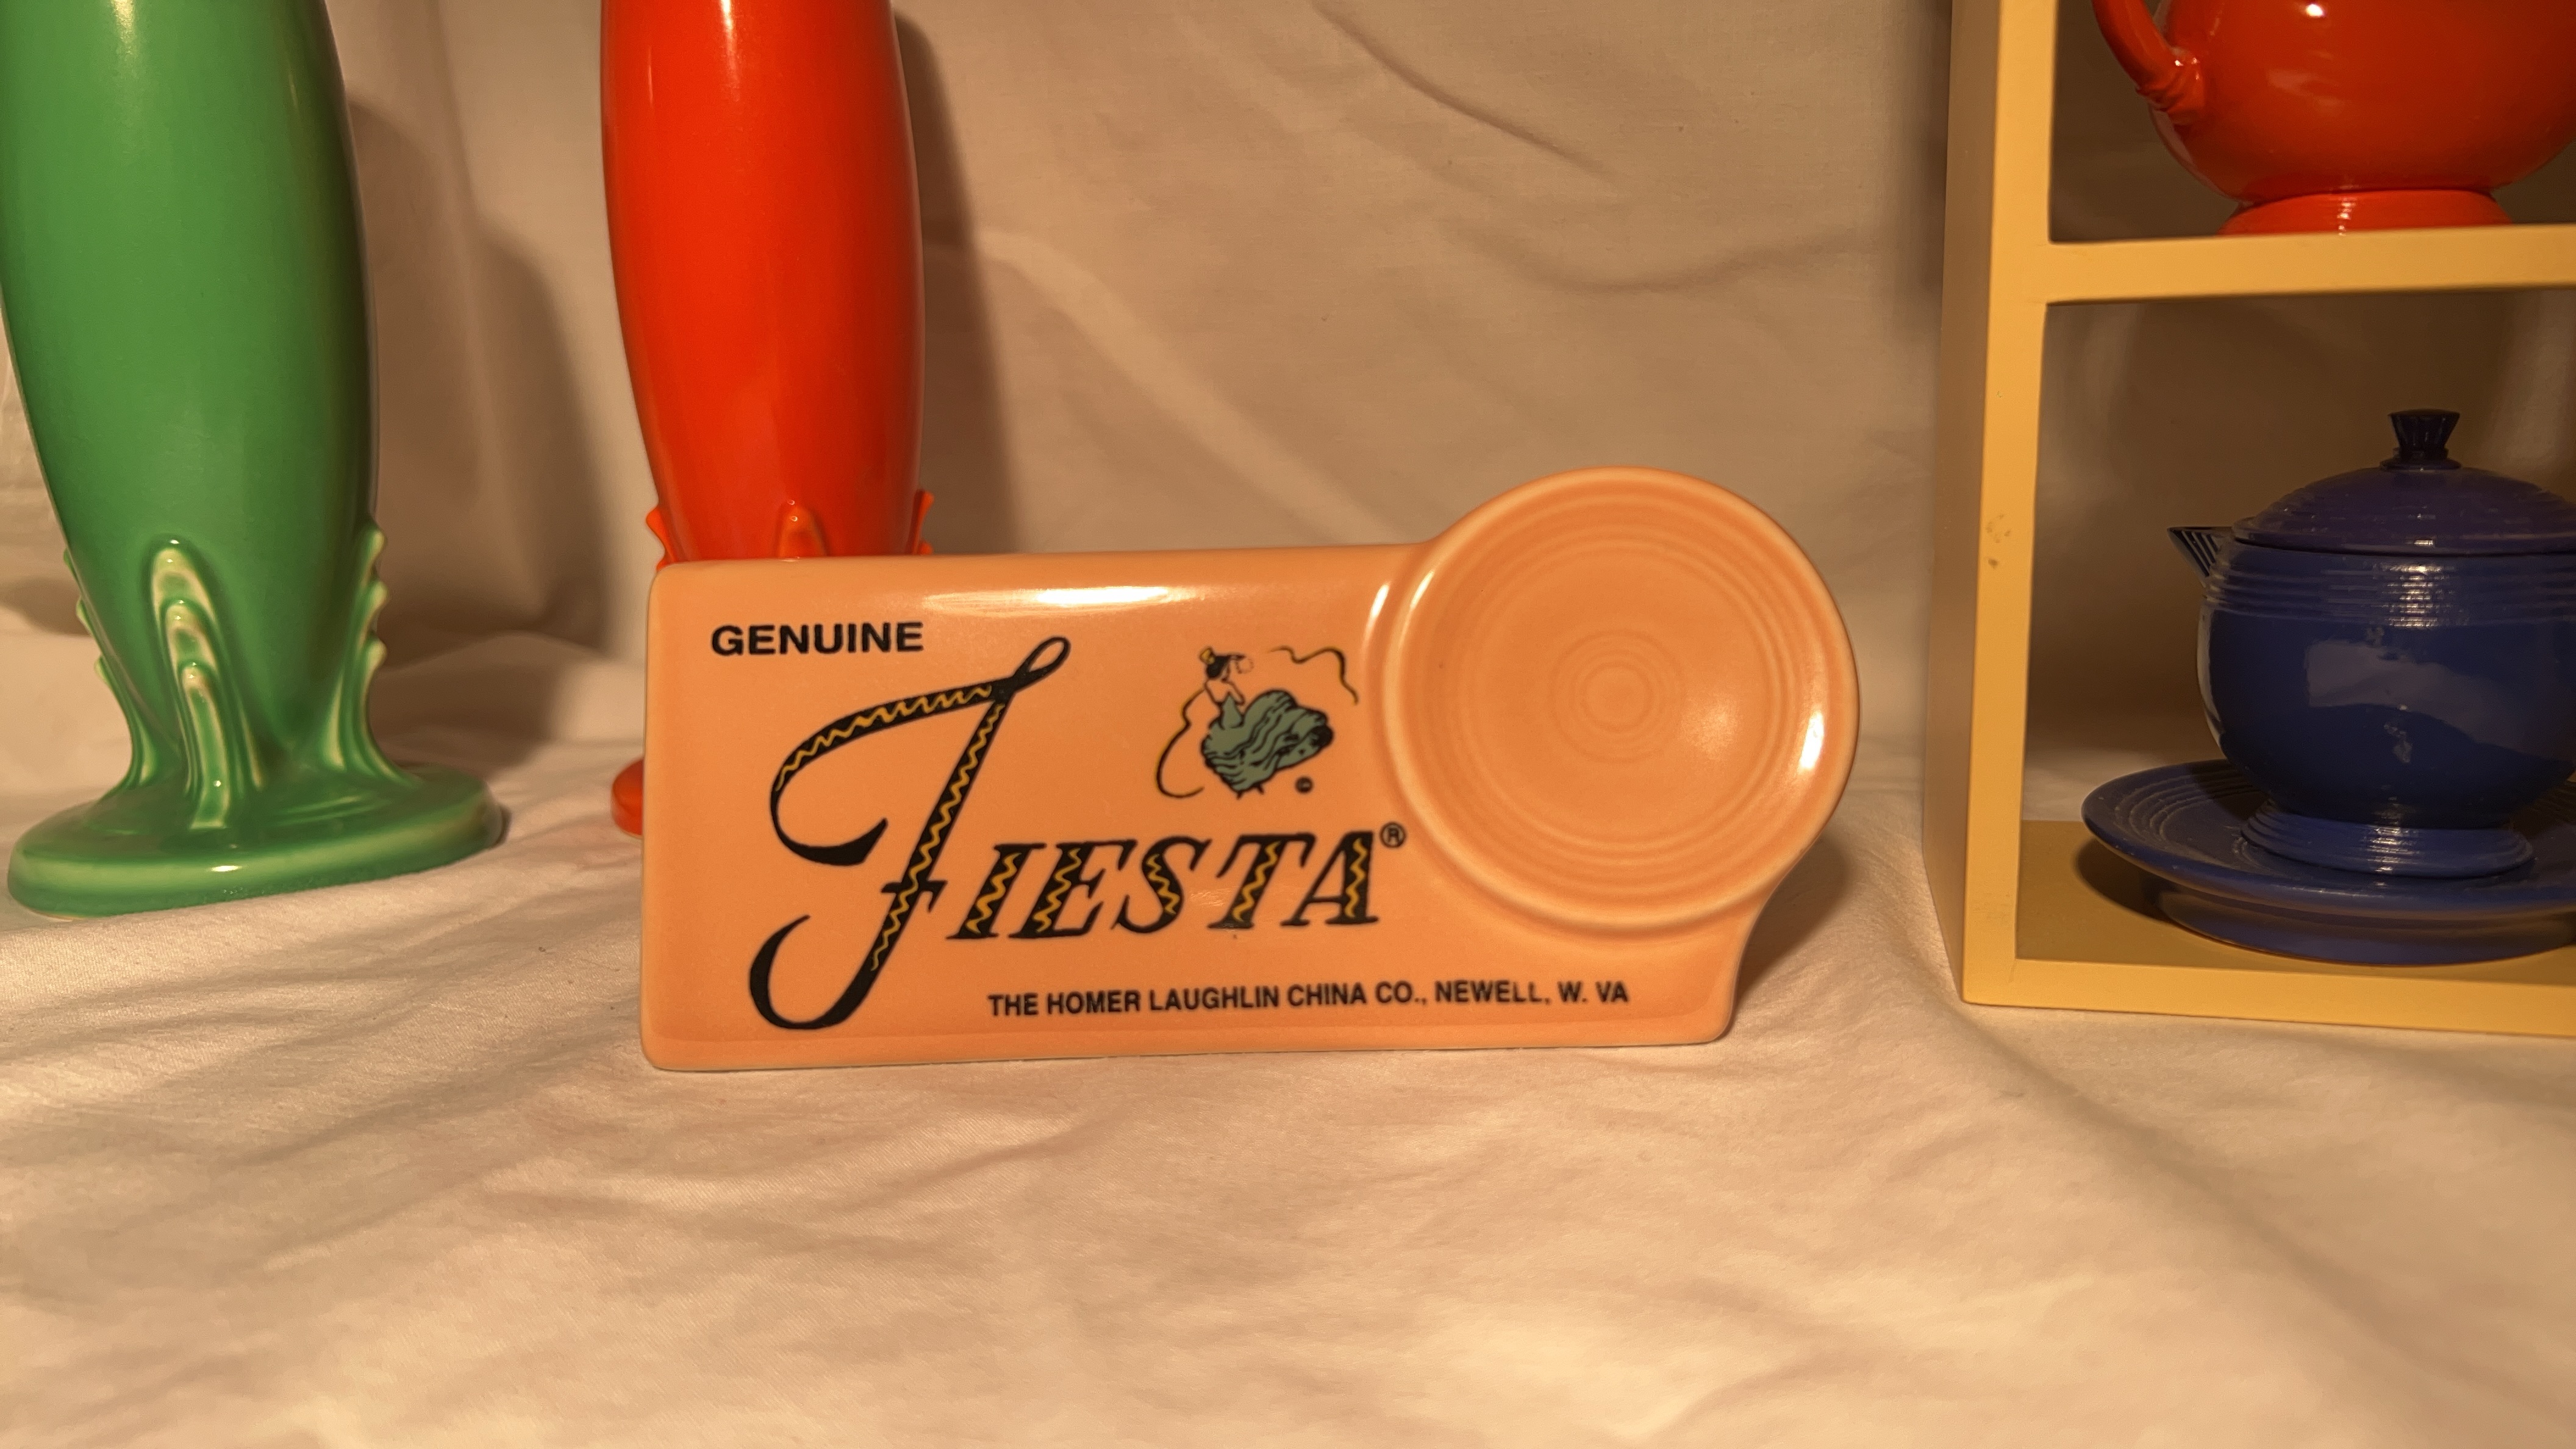 GENUINE
FIESTA®
THE HOMER LAUGHLIN CHINA CO., NEWELL, W. VA